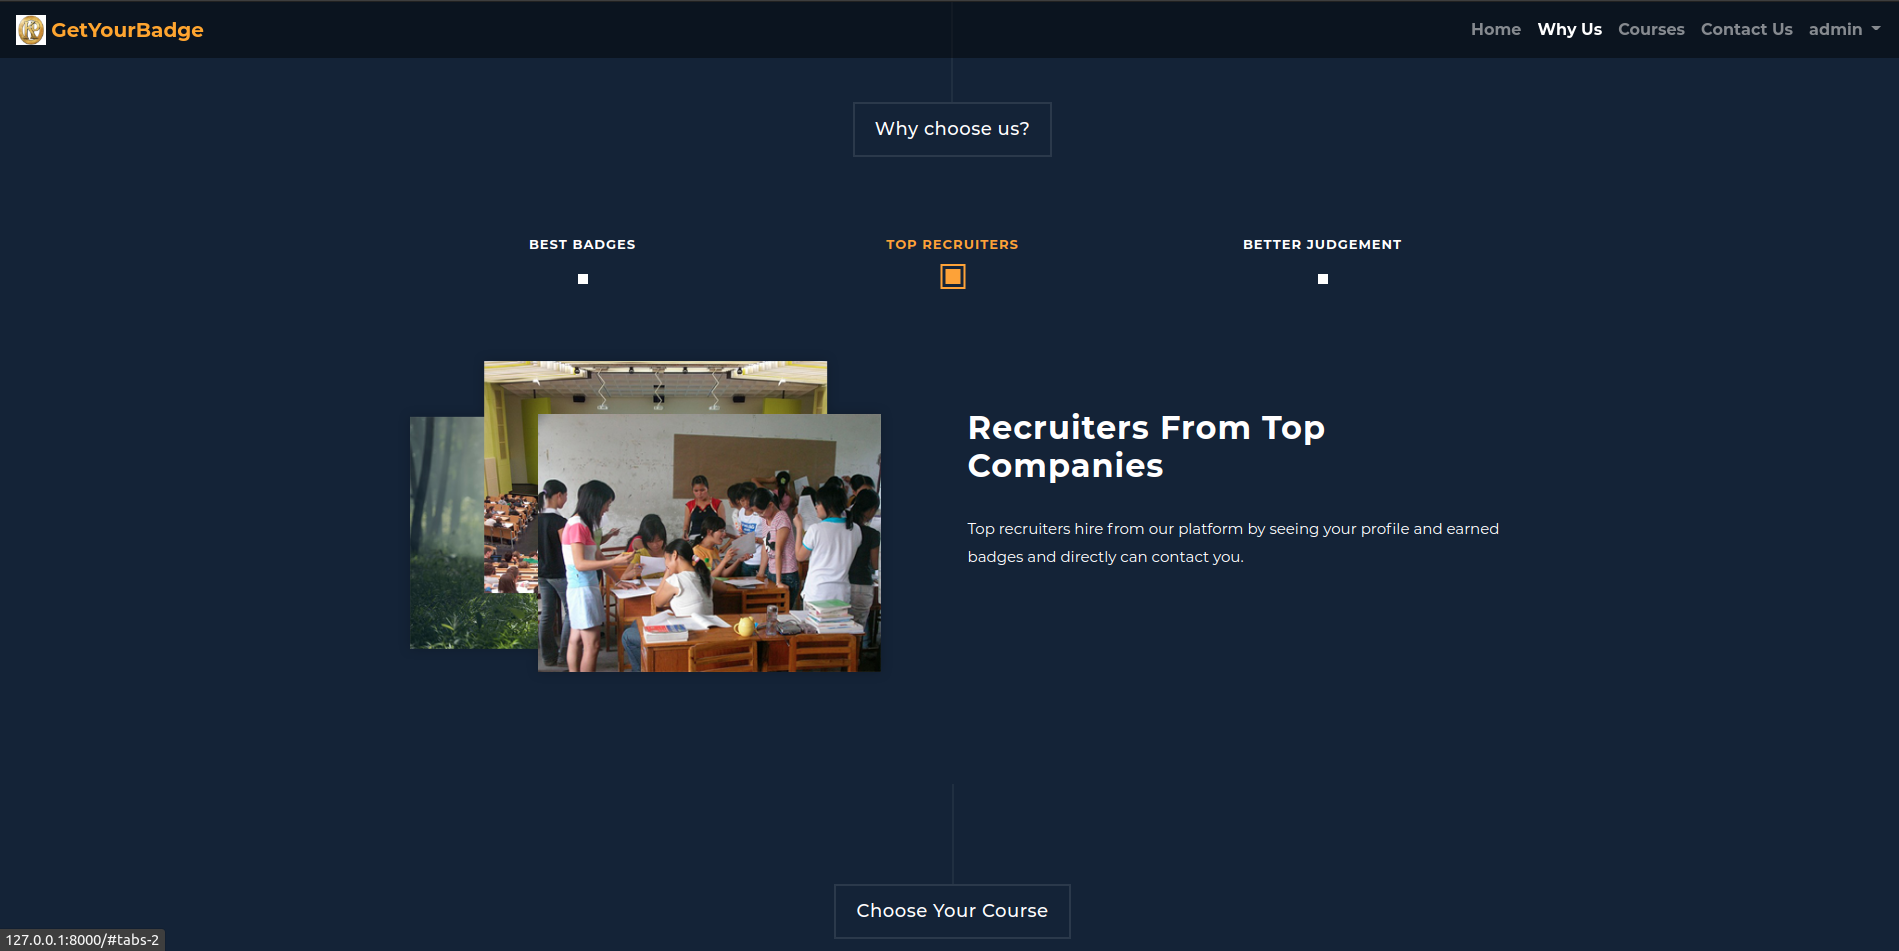 GetYourBadge
Home Why Us Courses Contact Us admin
Why choose us?
BEST BADGES
TOP RECRUITERS
BETTER JUDGEMENT
Recruiters From Top
Companies
Top recruiters hire from our platform by seeing your profile and earned
badges and directly can contact you.
Choose Your Course
127.0.0.1:8000/#tabs-2